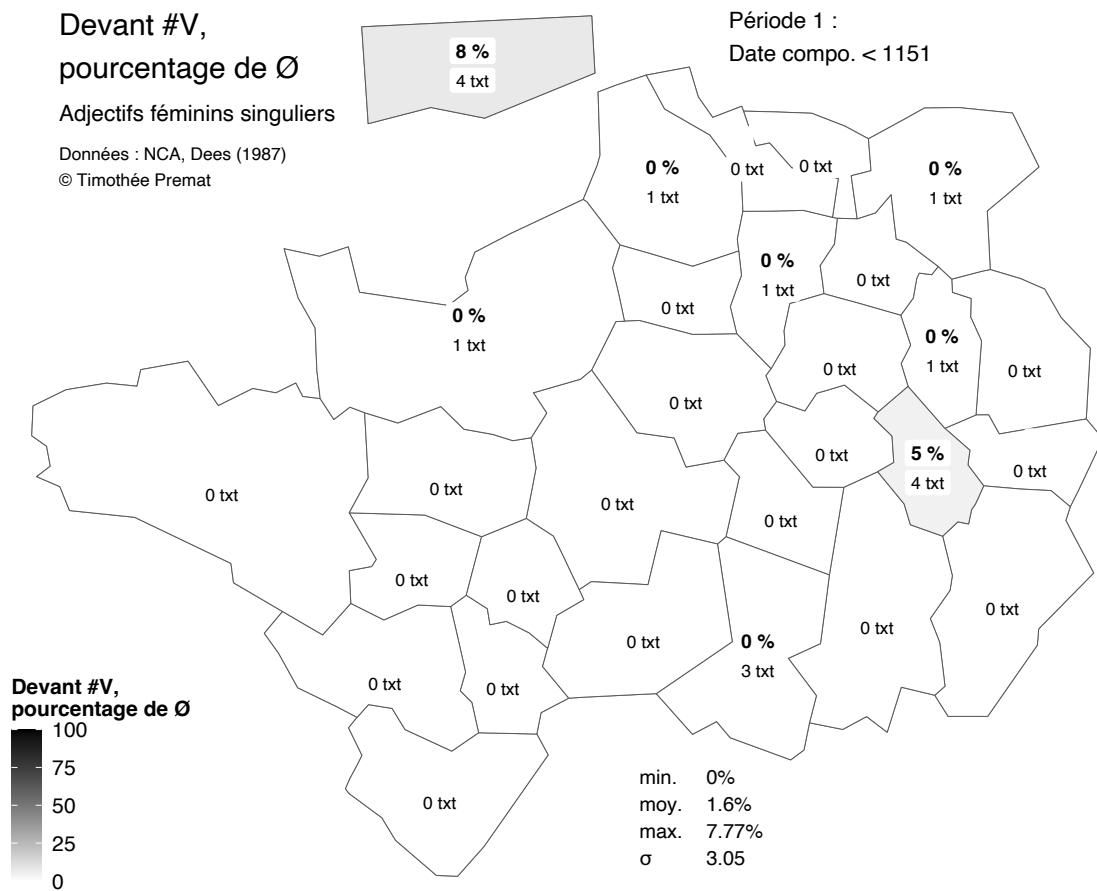 Devant #V,
pourcentage de Ø
Adjectifs féminins singuliers
Données : NCA, Dees (1987)
© Timothée Premat
Période 1 :
Date compo. < 1151
8 %
4 txt
0 %
1 txt
0 txt
0 txt
0 %
1 txt
0 %
1 txt
0 txt
0 txt
0 %
1 txt
0 %
1 txt
0 txt
0 txt
0 txt
0 txt
5 %
4 txt
0 txt
0 txt
0 txt
0 txt
0 txt
0 txt
0 txt
0 txt
0 txt
0 txt
0 %
3 txt
0 txt
0 txt
0 txt
0 txt
Devant #V,
pourcentage de Ø
100
75
50
25
0
min. 0%
moy. 1.6%
max. 7.77%
σ 3.05